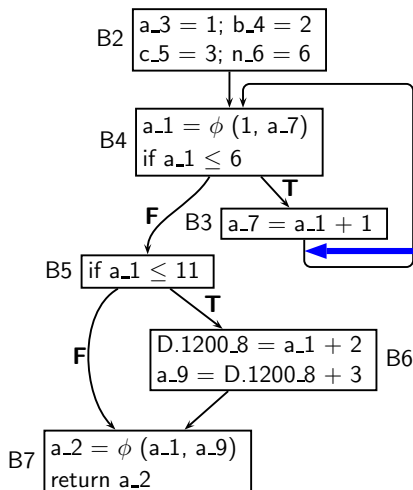 B2
a_3 = 1; b_4 = 2
c_5 = 3; n_6 = 6
B4
a_1 = ϕ (1, a_7)
if a_1 ≤ 6
F
T
B3
a_7 = a_1 + 1
B5
if a_1 ≤ 11
F
T
D.1200_8 = a_1 + 2
a_9 = D.1200_8 + 3
B6
B7
a_2 = ϕ (a_1, a_9)
return a_2